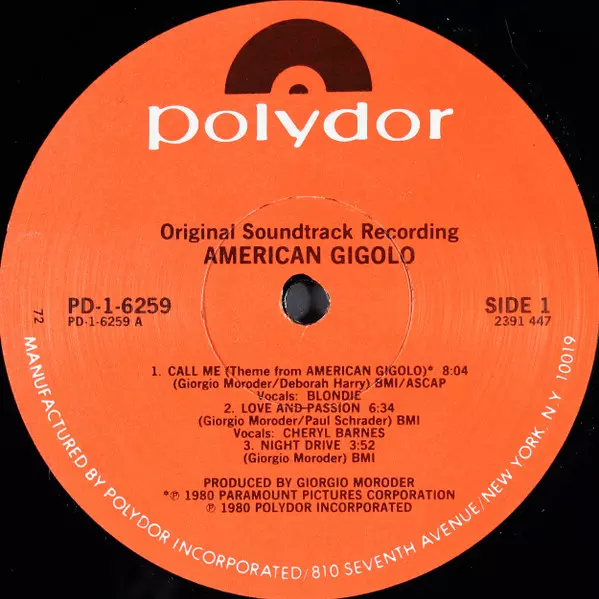 polydor
Original Soundtrack Recording
AMERICAN GIGOLO
PD-1-6259
PD-1-6259 A
SIDE 1
2391 447
72
1. CALL ME (Theme from AMERICAN GIGOLO)* 8:04
(Giorgio Moroder/Deborah Harry) BMI/ASCAP
Vocals: BLONDIE
2. LOVE AND PASSION 6:34
(Giorgio Moroder/Paul Schrader) BMI
Vocals: CHERYL BARNES
3. NIGHT DRIVE 3:52
(Giorgio Moroder) BMI
PRODUCED BY GIORGIO MORODER
*℗ 1980 PARAMOUNT PICTURES CORPORATION
℗ 1980 POLYDOR INCORPORATED
MANUFACTURED BY POLYDOR INCORPORATED/810 SEVENTH AVENUE/NEW YORK, N.Y. 10019